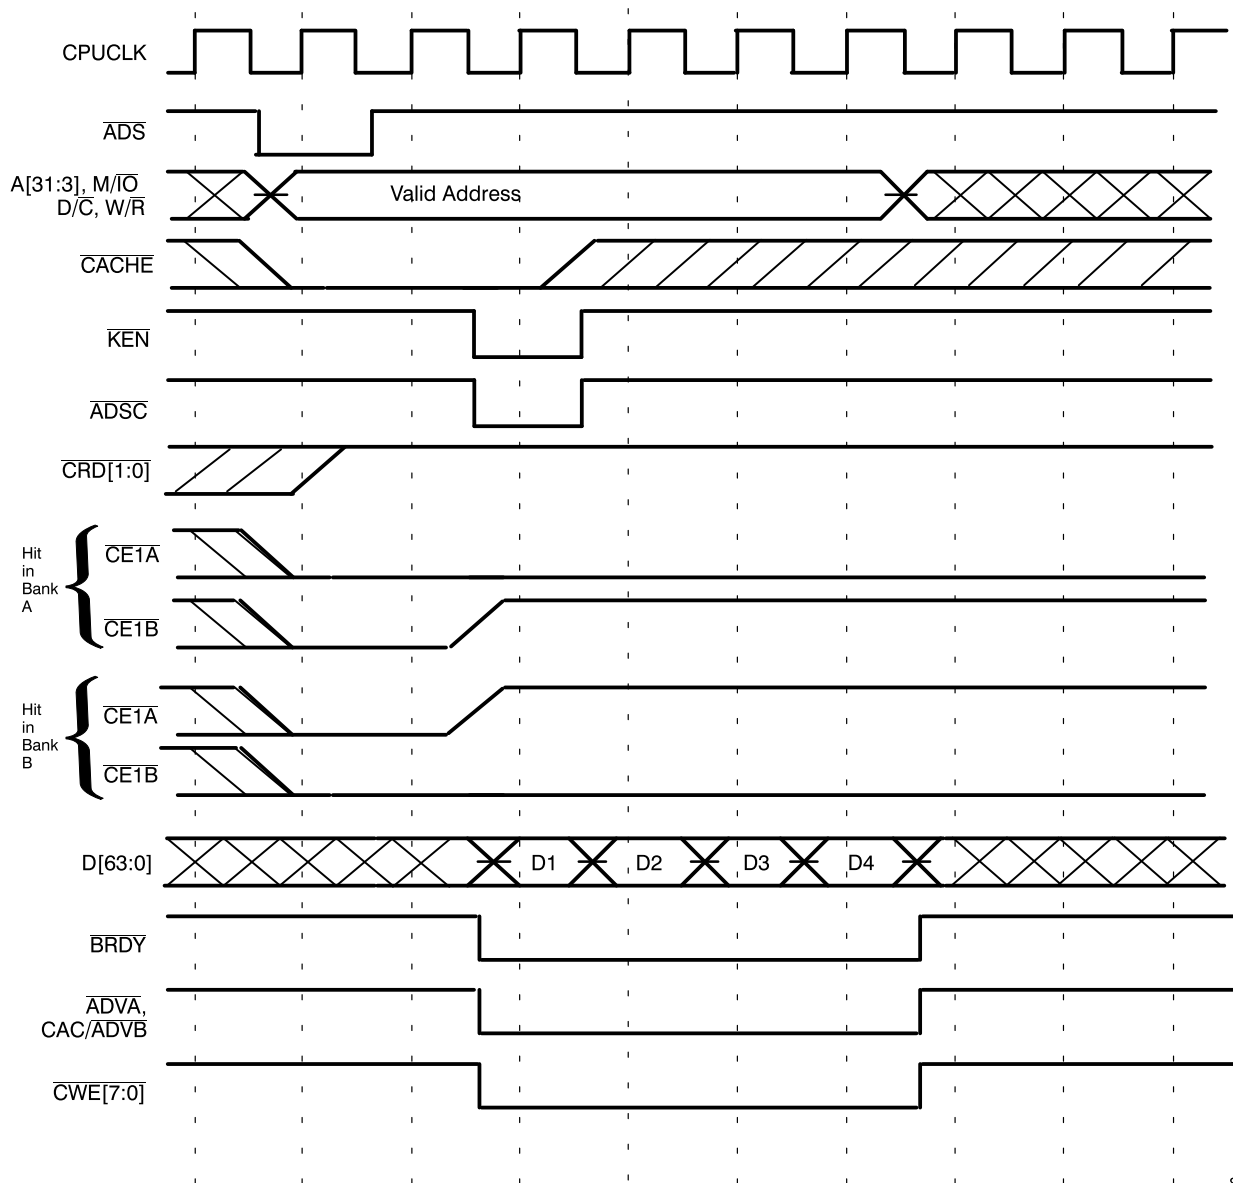 CPUCLK
ADS
A[31:3], M/IO
D/C, W/R
Valid Address
CACHE
KEN
ADSC
CRD[1:0]
Hit
in
Bank
A
CE1A
CE1B
Hit
in
Bank
B
CE1A
CE1B
D[63:0]
D1
D2
D3
D4
BRDY
ADVA,
CAC/ADVB
CWE[7:0]